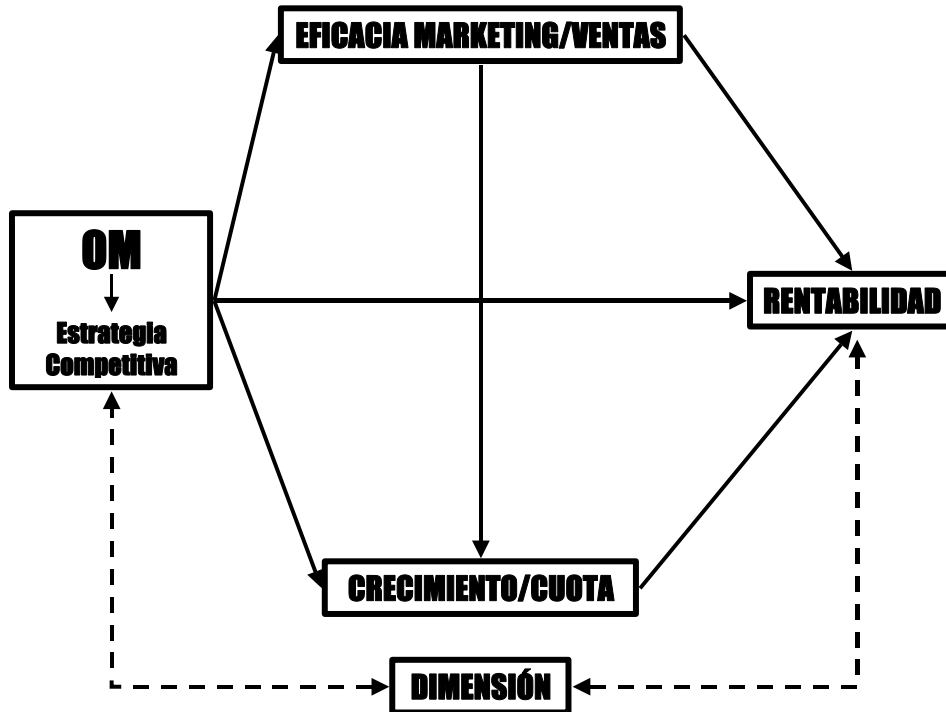 EFICACIA MARKETING/VENTAS
OM
Estrategia
Competitiva
RENTABILIDAD
CRECIMIENTO/CUOTA
DIMENSIÓN